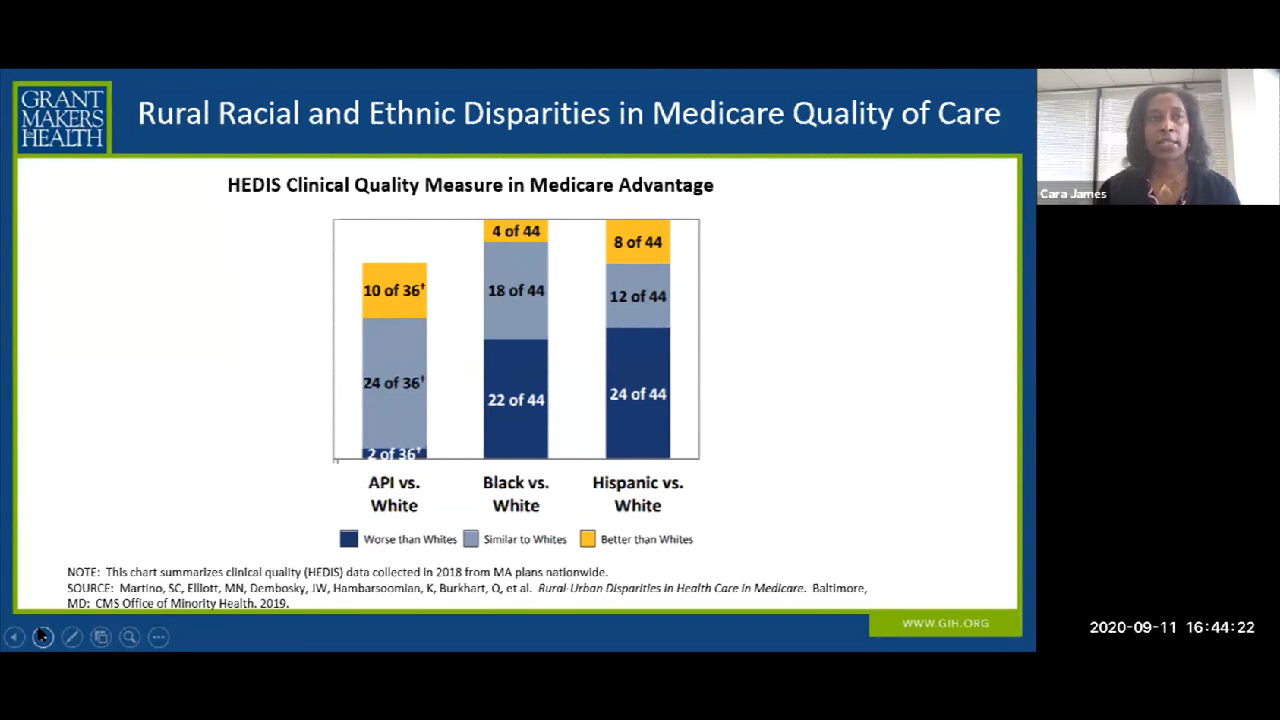 GRANT
MAKERS
IN
HEALTH
Rural Racial and Ethnic Disparities in Medicare Quality of Care
Cara James
HEDIS Clinical Quality Measure in Medicare Advantage
10 of 36†
24 of 36†
2 of 36†
4 of 44
18 of 44
22 of 44
8 of 44
12 of 44
24 of 44
API vs.
White
Black vs.
White
Hispanic vs.
White
Worse than Whites
Similar to Whites
Better than Whites
NOTE: This chart summarizes clinical quality (HEDIS) data collected in 2018 from MA plans nationwide.
SOURCE: Martino, SC, Elliott, MN, Dembosky, JW, Hambarsoomian, K, Burkhart, Q, et al. Rural-Urban Disparities in Health Care in Medicare. Baltimore,
MD: CMS Office of Minority Health. 2019.
WWW.GIH.ORG
2020-09-11 16:44:22